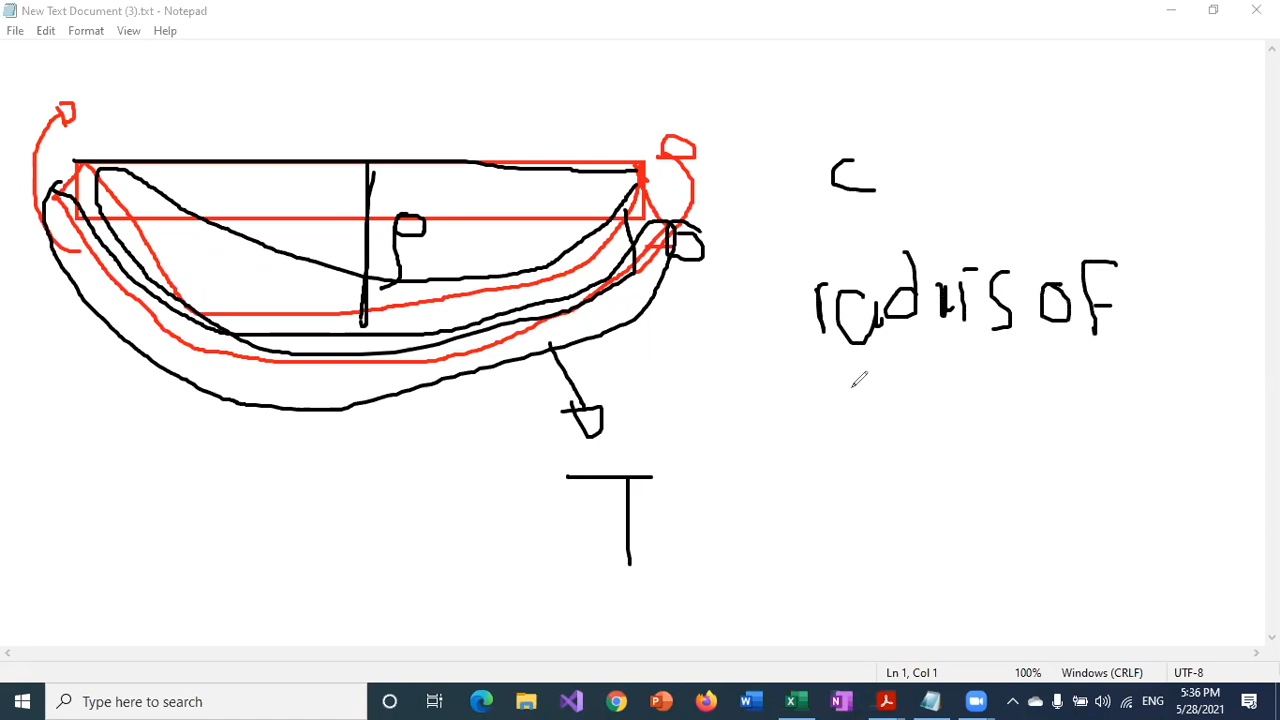 New Text Document (3).txt - Notepad
File Edit Format View Help
C
raduis of
T
Ln 1, Col 1 100% Windows (CRLF) UTF-8
Type here to search
ENG
5:36 PM
5/28/2021